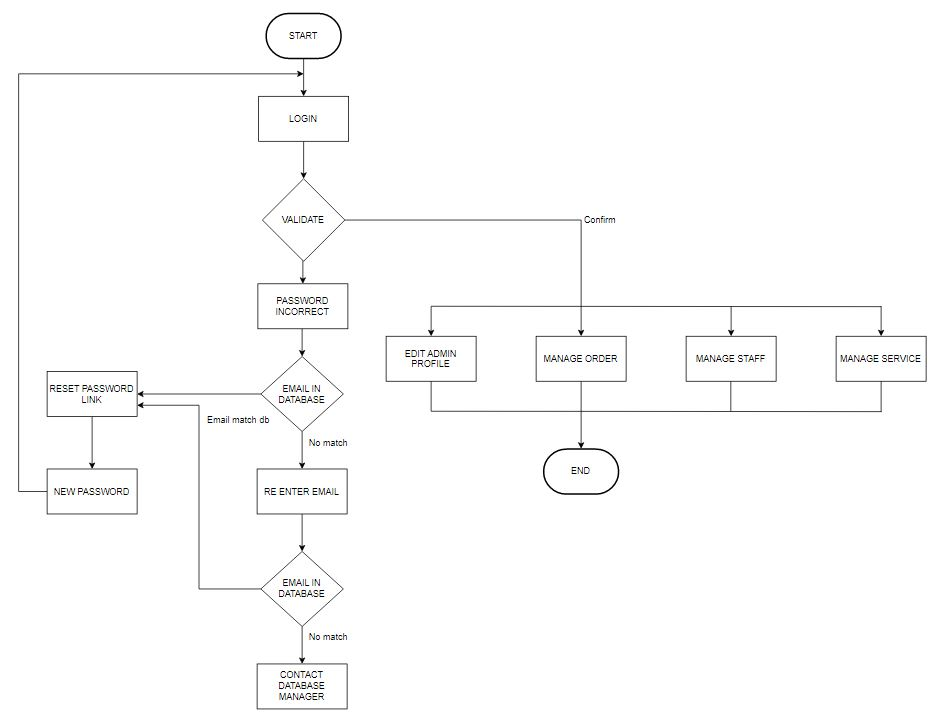 START
LOGIN
VALIDATE
Confirm
PASSWORD
INCORRECT
EDIT ADMIN
PROFILE
MANAGE ORDER
MANAGE STAFF
MANAGE SERVICE
RESET PASSWORD
LINK
EMAIL IN
DATABASE
Email match db
No match
NEW PASSWORD
RE ENTER EMAIL
END
EMAIL IN
DATABASE
No match
CONTACT
DATABASE
MANAGER